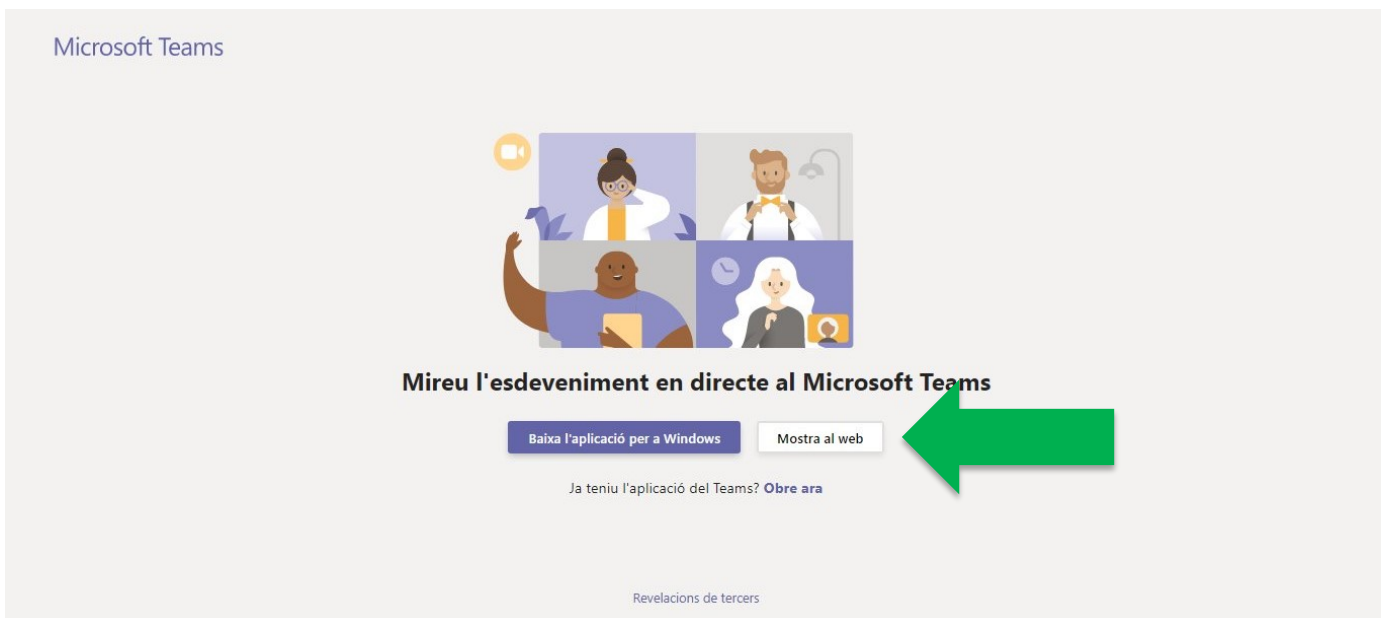 Microsoft Teams
Mireu l'esdeveniment en directe al Microsoft Teams
Baixa l'aplicació per a Windows
Mostra al web
Ja teniu l'aplicació del Teams? Obre ara
Revelacions de tercers